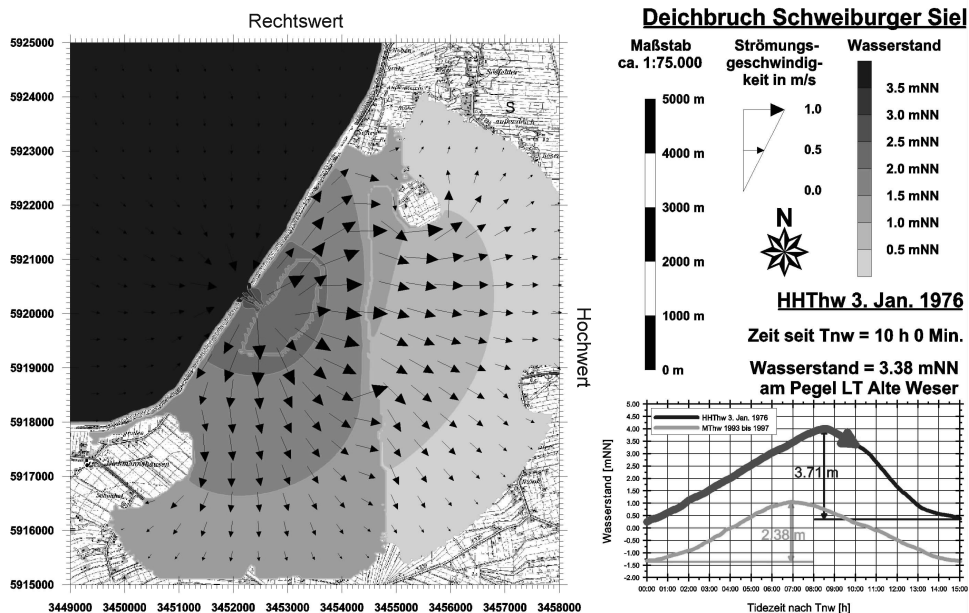 Rechtswert
5925000
5924000
5923000
5922000
5921000
5920000
5919000
5918000
5917000
5916000
5915000
3449000 3450000 3451000 3452000 3453000 3454000 3455000 3456000 3457000 3458000
Hochwert
S
Deichbruch Schweiburger Siel
Maßstab
ca. 1:75.000
5000 m
4000 m
3000 m
2000 m
1000 m
0 m
Strömungs-
geschwindig-
keit in m/s
1.0
0.5
0.0
N
Wasserstand
3.5 mNN
3.0 mNN
2.5 mNN
2.0 mNN
1.5 mNN
1.0 mNN
0.5 mNN
HHThw 3. Jan. 1976
Zeit seit Tnw = 10 h 0 Min.
Wasserstand = 3.38 mNN
am Pegel LT Alte Weser
Wasserstand [mNN]
5.00
4.50
4.00
3.50
3.00
2.50
2.00
1.50
1.00
0.50
0.00
-0.50
-1.00
-1.50
-2.00
HHThw 3. Jan. 1976
MThw 1993 bis 1997
3.71 m
2.38 m
00:00 01:00 02:00 03:00 04:00 05:00 06:00 07:00 08:00 09:00 10:00 11:00 12:00 13:00 14:00 15:00
Tidezeit nach Tnw [h]